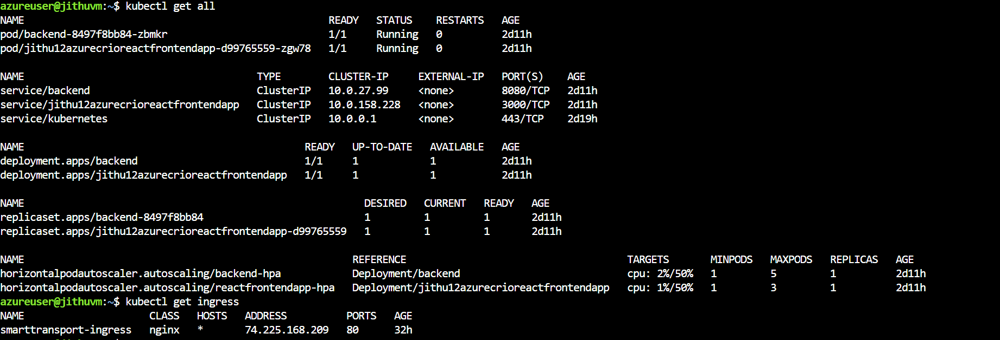 azureuser@jithuvm:~$ kubectl get all
NAME READY STATUS RESTARTS AGE
pod/backend-8497f8bb84-zbmkr 1/1 Running 0 2d11h
pod/jithu12azurecrioreactfrontendapp-d99765559-zgw78 1/1 Running 0 2d11h
NAME TYPE CLUSTER-IP EXTERNAL-IP PORT(S) AGE
service/backend ClusterIP 10.0.27.99 <none> 8080/TCP 2d11h
service/jithu12azurecrioreactfrontendapp ClusterIP 10.0.158.228 <none> 3000/TCP 2d11h
service/kubernetes ClusterIP 10.0.0.1 <none> 443/TCP 2d19h
NAME READY UP-TO-DATE AVAILABLE AGE
deployment.apps/backend 1/1 1 1 2d11h
deployment.apps/jithu12azurecrioreactfrontendapp 1/1 1 1 2d11h
NAME DESIRED CURRENT READY AGE
replicaset.apps/backend-8497f8bb84 1 1 1 2d11h
replicaset.apps/jithu12azurecrioreactfrontendapp-d99765559 1 1 1 2d11h
NAME REFERENCE TARGETS MINPODS MAXPODS REPLICAS AGE
horizontalpodautoscaler.autoscaling/backend-hpa Deployment/backend cpu: 2%/50% 1 5 1 2d11h
horizontalpodautoscaler.autoscaling/reactfrontendapp-hpa Deployment/jithu12azurecrioreactfrontendapp cpu: 1%/50% 1 3 1 2d11h
azureuser@jithuvm:~$ kubectl get ingress
NAME CLASS HOSTS ADDRESS PORTS AGE
smarttransport-ingress nginx * 74.225.168.209 80 32h